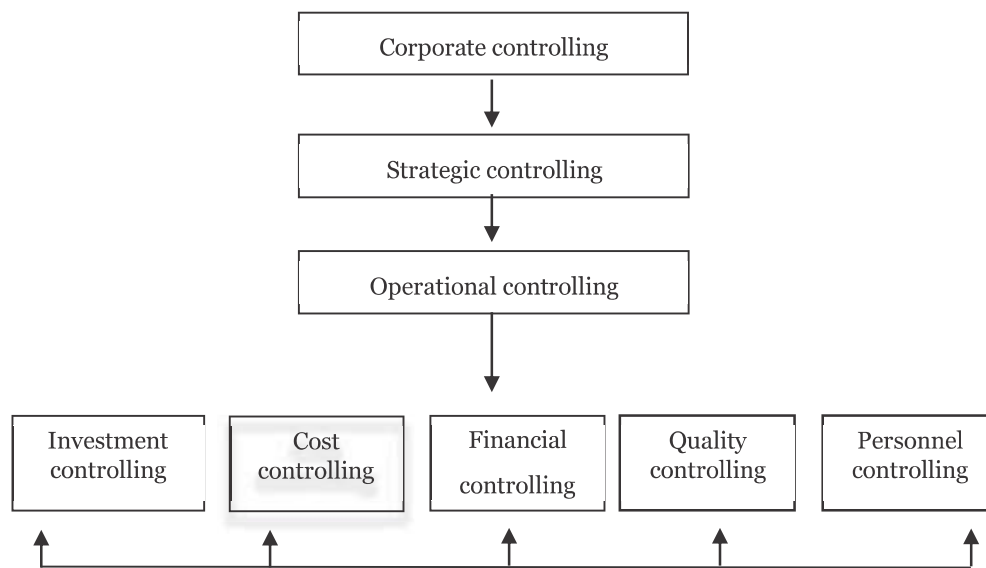 Corporate controlling
Strategic controlling
Operational controlling
Investment
controlling
Cost
controlling
Financial
controlling
Quality
controlling
Personnel
controlling